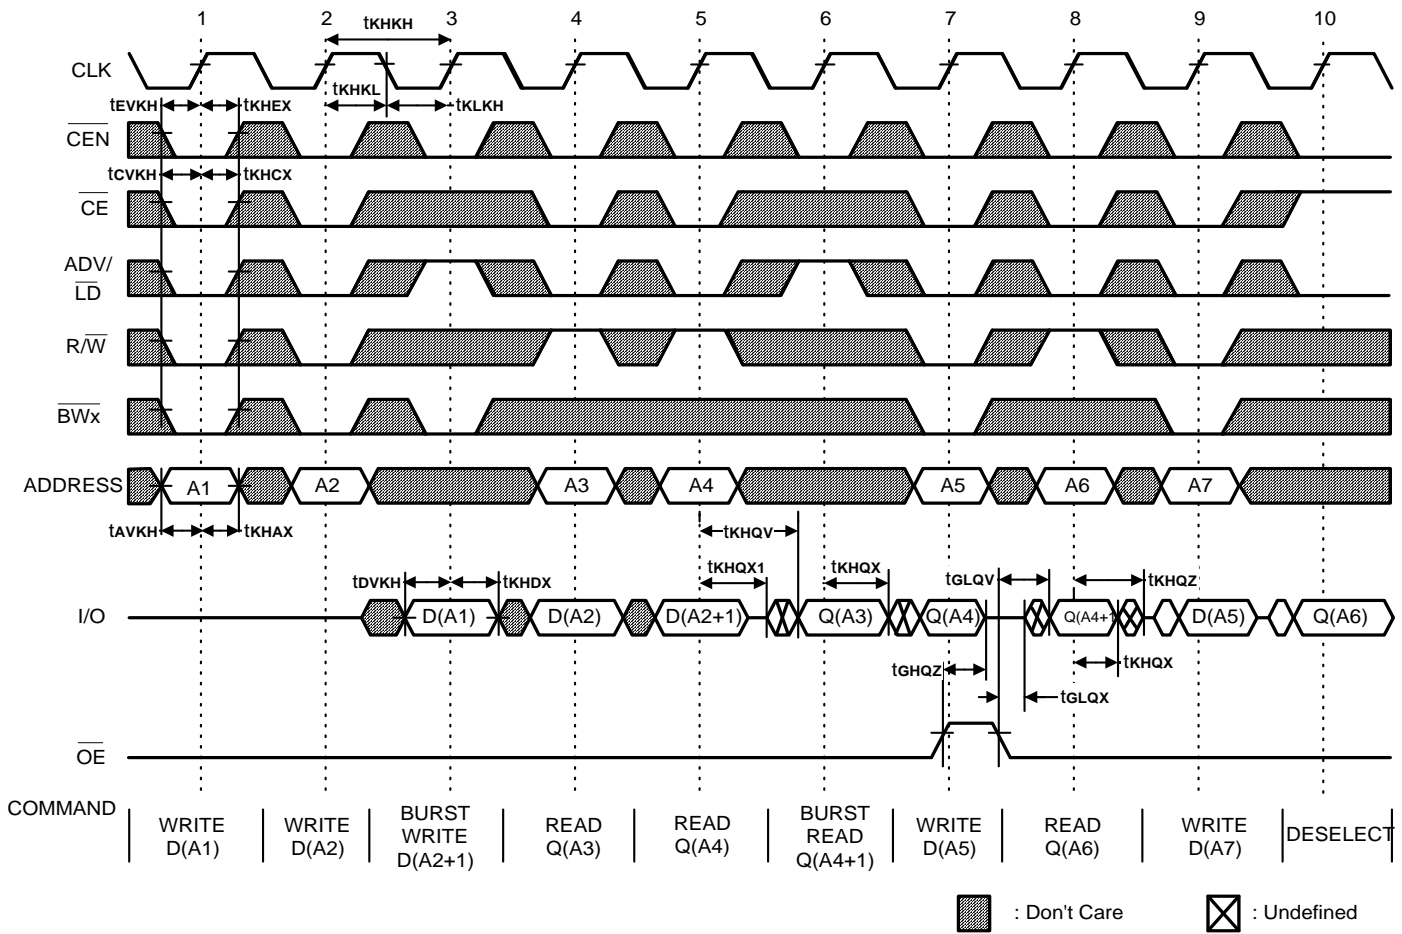 1 2 3 4 5 6 7 8 9 10
tKHKH
CLK
tKHKL
tEVKH tKHEX tKLKH
CEN
tCVKH tKHCX
CE
ADV/
LD
R/W
BWx
ADDRESS A1 A2 A3 A4 A5 A6 A7
tAVKH tKHAX tKHQV
tDVKH tKHDX tKHQX1 tKHQX tGLQV tKHQZ
I/O D(A1) D(A2) D(A2+1) Q(A3) Q(A4) Q(A4+1 D(A5) Q(A6)
tGHQZ tKHQX
tGLQX
OE
COMMAND
WRITE
D(A1)
WRITE
D(A2)
BURST
WRITE
D(A2+1)
READ
Q(A3)
READ
Q(A4)
BURST
READ
Q(A4+1)
WRITE
D(A5)
READ
Q(A6)
WRITE
D(A7)
DESELECT
: Don't Care : Undefined